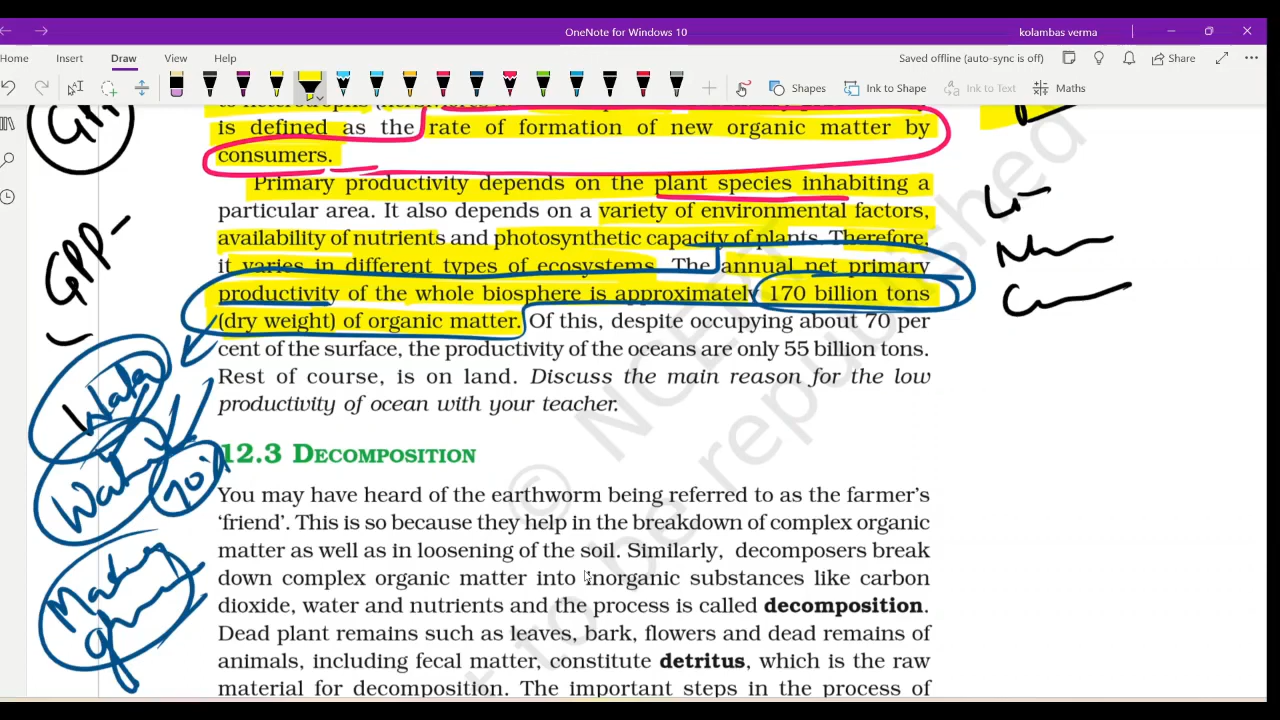 OneNote for Windows 10
kolambas verma
Home Insert Draw View Help
Saved offline (auto-sync is off)
Share
Shapes
Ink to Shape
Ink to Text
Maths
is defined as the rate of formation of new organic matter by
consumers.
Primary productivity depends on the plant species inhabiting a
particular area. It also depends on a variety of environmental factors,
availability of nutrients and photosynthetic capacity of plants. Therefore,
it varies in different types of ecosystems. The annual net primary
productivity of the whole biosphere is approximately 170 billion tons
(dry weight) of organic matter. Of this, despite occupying about 70 per
cent of the surface, the productivity of the oceans are only 55 billion tons.
Rest of course, is on land. Discuss the main reason for the low
productivity of ocean with your teacher.
12.3 DECOMPOSITION
You may have heard of the earthworm being referred to as the farmer's
'friend'. This is so because they help in the breakdown of complex organic
matter as well as in loosening of the soil. Similarly, decomposers break
down complex organic matter into inorganic substances like carbon
dioxide, water and nutrients and the process is called decomposition.
Dead plant remains such as leaves, bark, flowers and dead remains of
animals, including fecal matter, constitute detritus, which is the raw
material for decomposition. The important steps in the process of
GPP-
Water